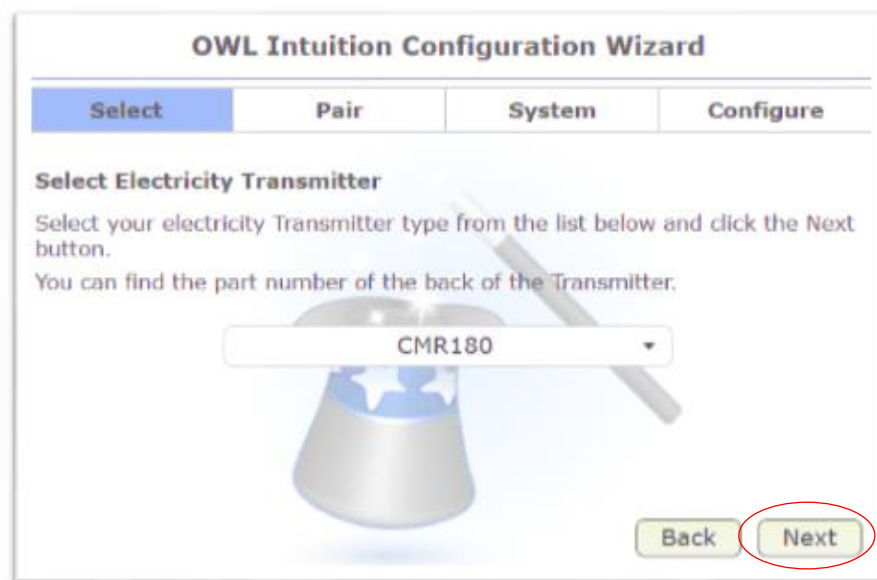 OWL Intuition Configuration Wizard
Select Pair System Configure
Select Electricity Transmitter
Select your electricity Transmitter type from the list below and click the Next
button.
You can find the part number of the back of the Transmitter.
CMR180
Back Next